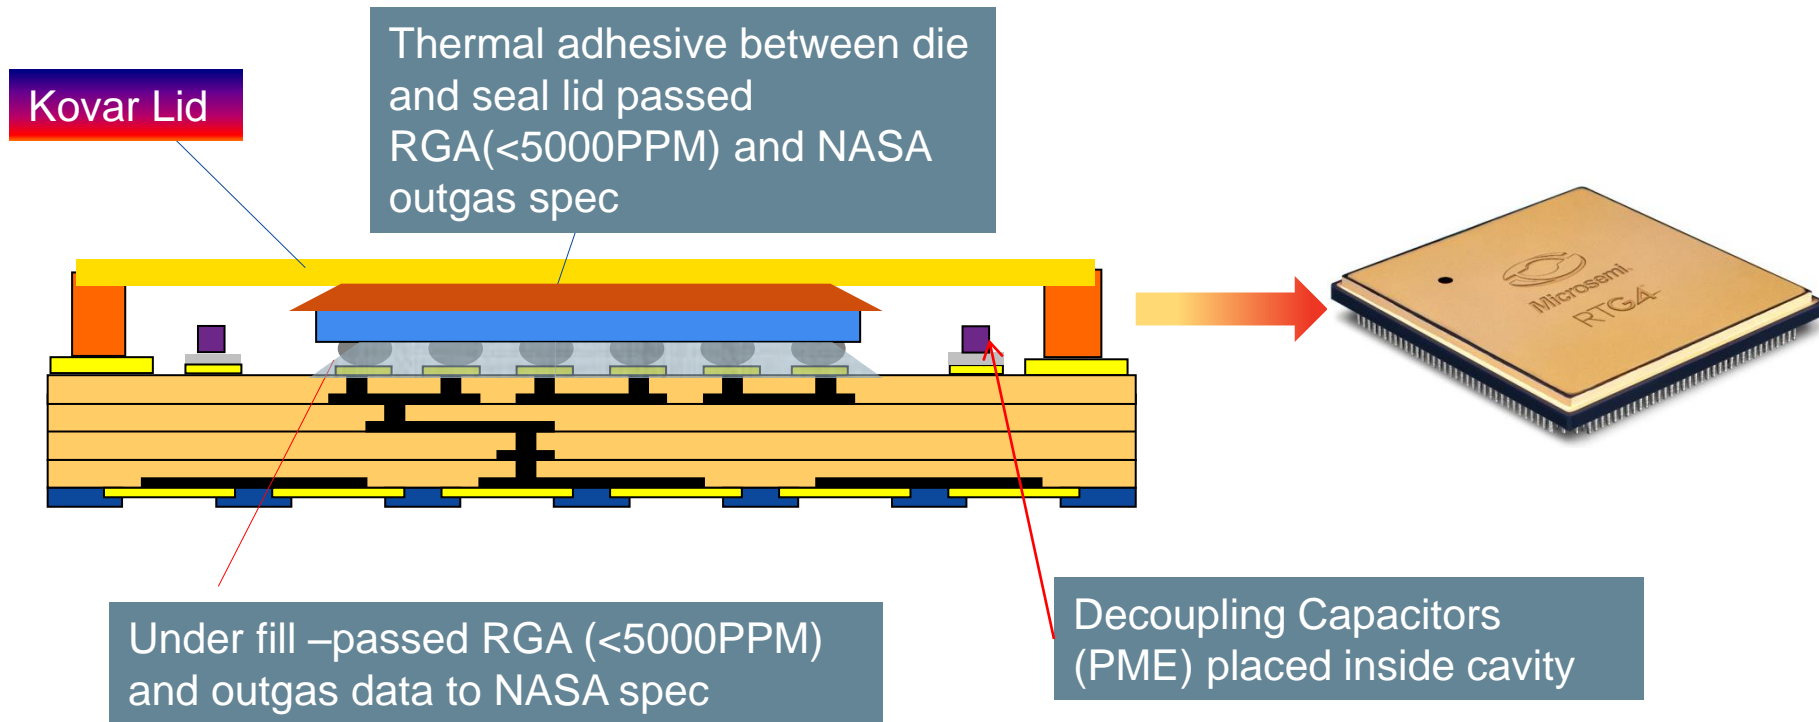 Thermal adhesive between die
and seal lid passed
RGA(<5000PPM) and NASA
outgas spec
Kovar Lid
Microsemi
RTG4
Under fill –passed RGA (<5000PPM)
and outgas data to NASA spec
Decoupling Capacitors
(PME) placed inside cavity